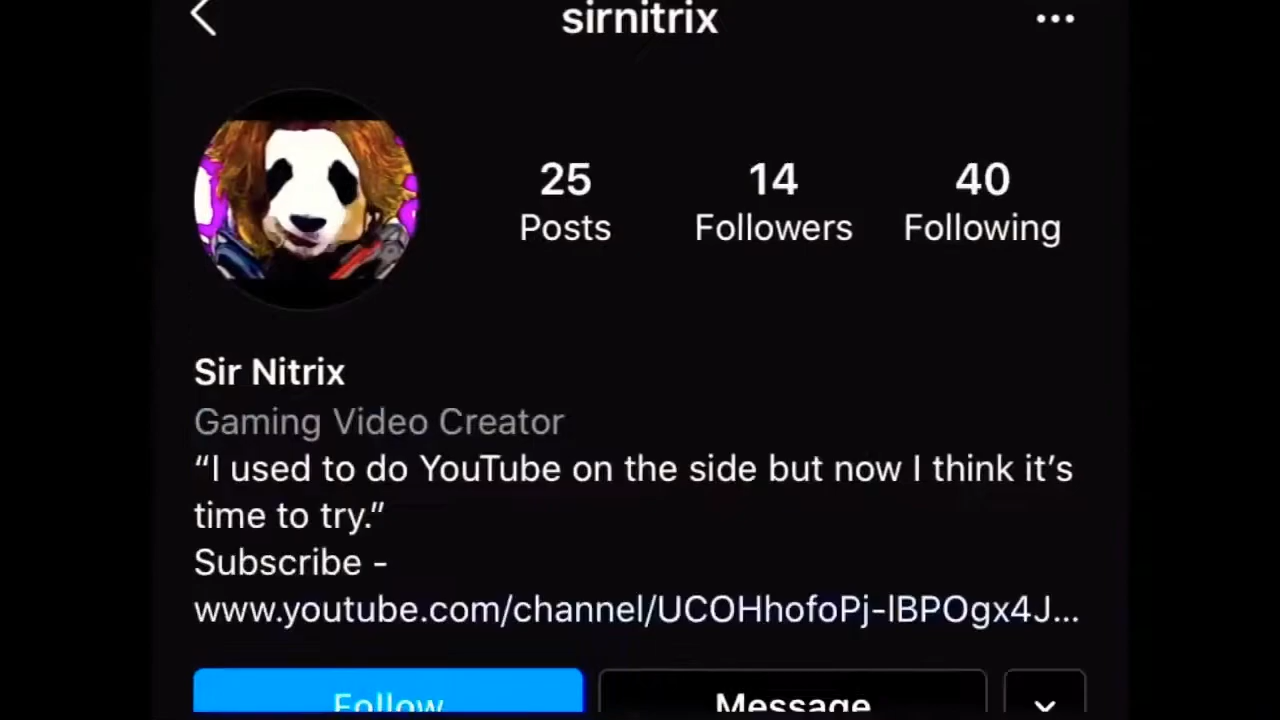 sirnitrix
25 14 40
Posts Followers Following
Sir Nitrix
Gaming Video Creator
“I used to do YouTube on the side but now I think it’s
time to try.”
Subscribe -
www.youtube.com/channel/UCOHhofoPj-lBPOgx4J...
Follow Message